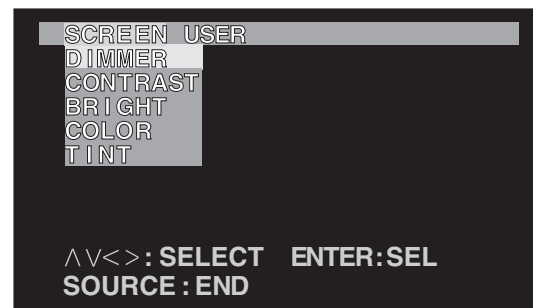 SCREEN USER
DIMMER
CONTRAST
BRIGHT
COLOR
TINT
∧∨<>:SELECT ENTER:SEL
SOURCE:END